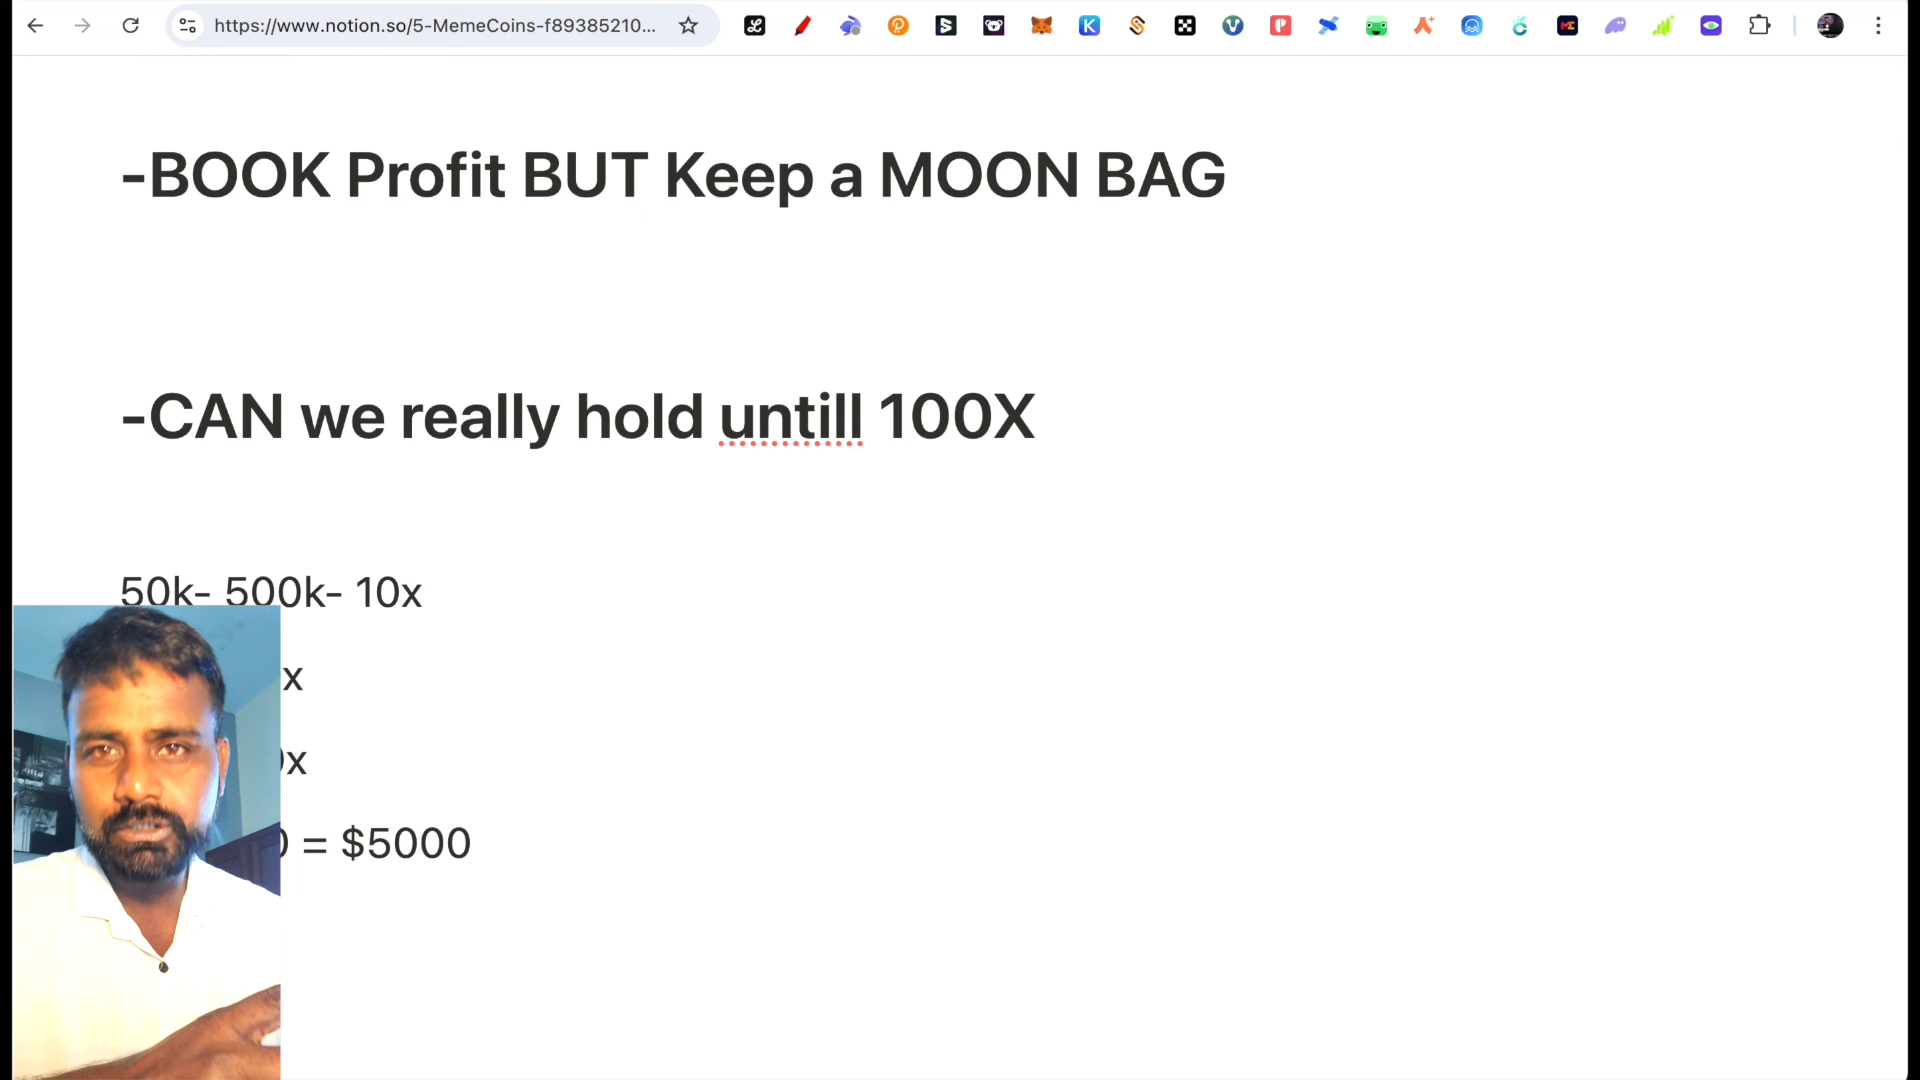 https://www.notion.so/5-MemeCoins-f89385210...
-BOOK Profit BUT Keep a MOON BAG
-CAN we really hold untill 100X
50k- 500k- 10x
x
x
= $5000